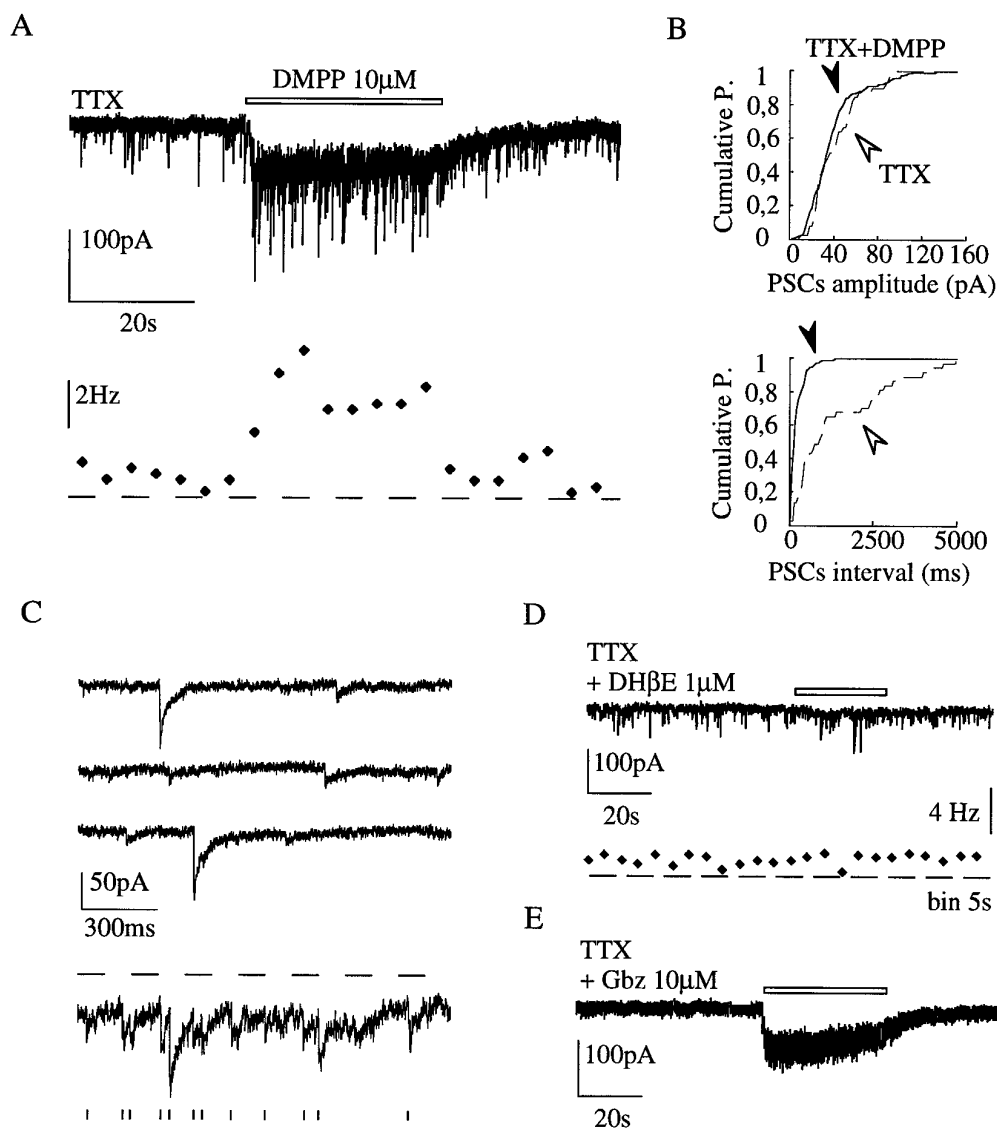 A
DMPP 10μM
TTX
100pA
20s
2Hz
B
TTX+DMPP
Cumulative P.
1
0,8
0,6
0,4
0,2
0
TTX
0 40 80 120 160
PSCs amplitude (pA)
Cumulative P.
1
0,8
0,6
0,4
0,2
0
0 2500 5000
PSCs interval (ms)
C
50pA
300ms
D
TTX
+ DHβE 1μM
100pA
20s
4 Hz
bin 5s
E
TTX
+ Gbz 10μM
100pA
20s